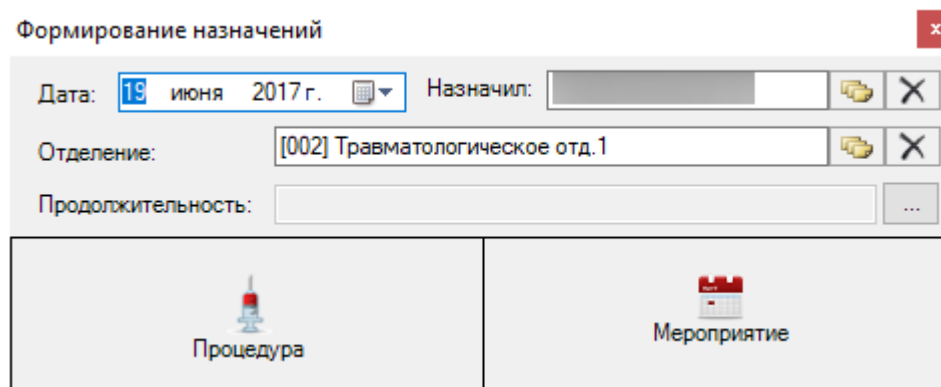 Формирование назначений
Дата: 19 июня 2017 г. Назначил:
Отделение: [002] Травматологическое отд.1
Продолжительность: ...
Процедура
Мероприятие